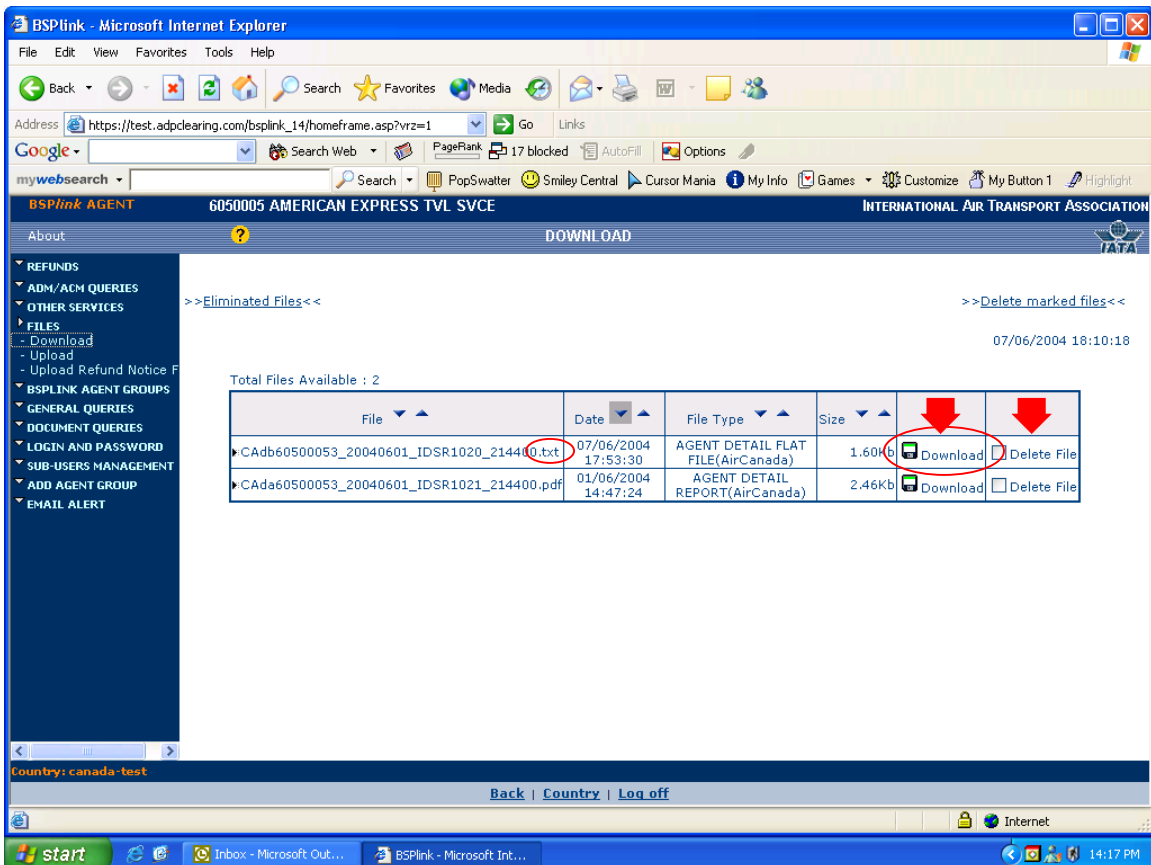 BSPlink - Microsoft Internet Explorer
File Edit View Favorites Tools Help
Back Search Favorites Media
Address https://test.adpclearing.com/bsplink_14/homeframe.asp?vrz=1 Go Links
Google Search Web PageRank 17 blocked AutoFill Options
mywebsearch Search PopSwatter Smiley Central Cursor Mania My Info Games Customize My Button 1 Highlight
BSPlink AGENT 6050005 AMERICAN EXPRESS TVL SVCE INTERNATIONAL AIR TRANSPORT ASSOCIATION
About ? DOWNLOAD IATA
REFUNDS
ADM/ACM QUERIES
OTHER SERVICES
FILES
- Download
- Upload
- Upload Refund Notice F
BSPLINK AGENT GROUPS
GENERAL QUERIES
DOCUMENT QUERIES
LOGIN AND PASSWORD
SUB-USERS MANAGEMENT
ADD AGENT GROUP
EMAIL ALERT
>>Eliminated Files<< >>Delete marked files<<
07/06/2004 18:10:18
Total Files Available : 2
File Date File Type Size
CAdb60500053_20040601_IDSR1020_214400.txt 07/06/2004 17:53:30 AGENT DETAIL FLAT FILE(AirCanada) 1.60Kb Download Delete File
CAda60500053_20040601_IDSR1021_214400.pdf 01/06/2004 14:47:24 AGENT DETAIL REPORT(AirCanada) 2.46Kb Download Delete File
Country: canada-test
Back | Country | Log off
Internet
start Inbox - Microsoft Out... BSPlink - Microsoft Int... 14:17 PM